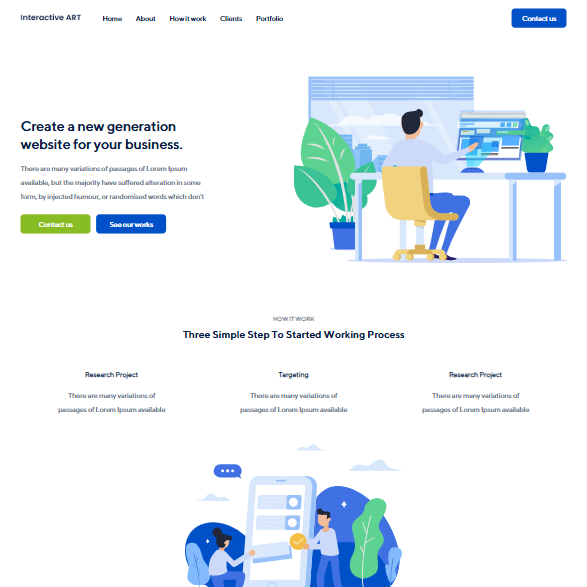 Interactive ART Home About How it work Clients Portfolio Contact us
Create a new generation
website for your business.
There are many variations of passages of Lorem Ipsum
available, but the majority have suffered alteration in some
form, by injected humour, or randomised words which don't
Contact us See our works
HOW IT WORK
Three Simple Step To Started Working Process
Research Project Targeting Research Project
There are many variations of There are many variations of There are many variations of
passages of Lorem Ipsum available passages of Lorem Ipsum available passages of Lorem Ipsum available